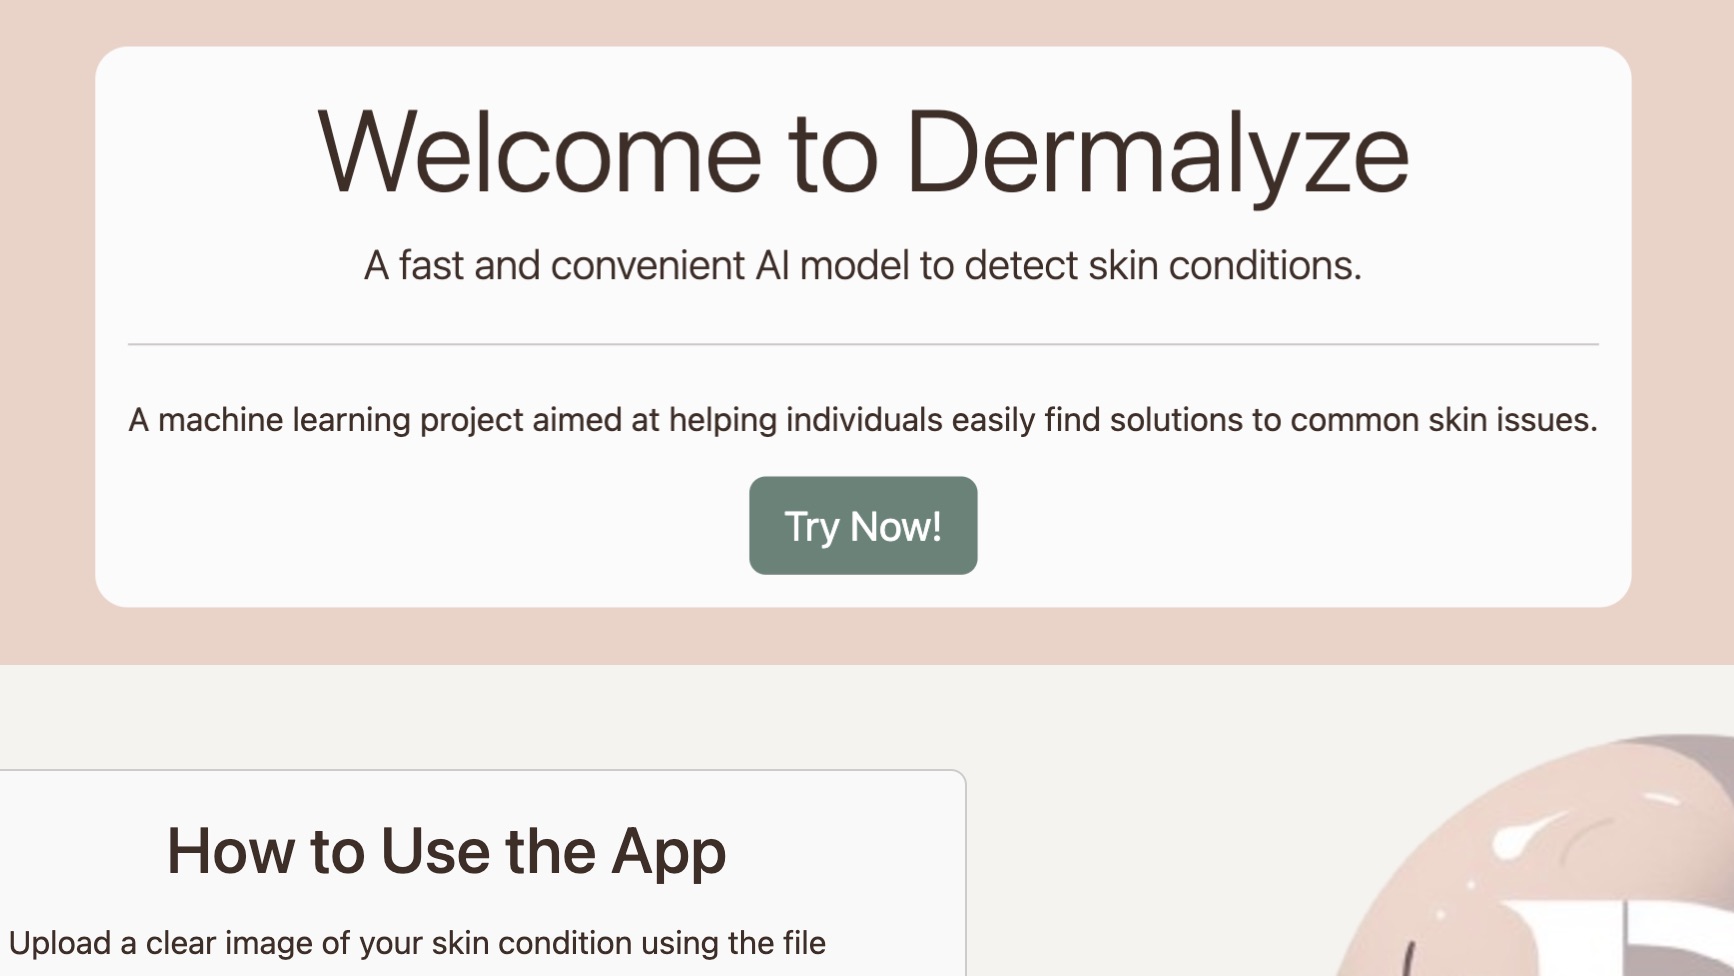 Welcome to Dermalyze
A fast and convenient AI model to detect skin conditions.
A machine learning project aimed at helping individuals easily find solutions to common skin issues.
Try Now!
How to Use the App
Upload a clear image of your skin condition using the file